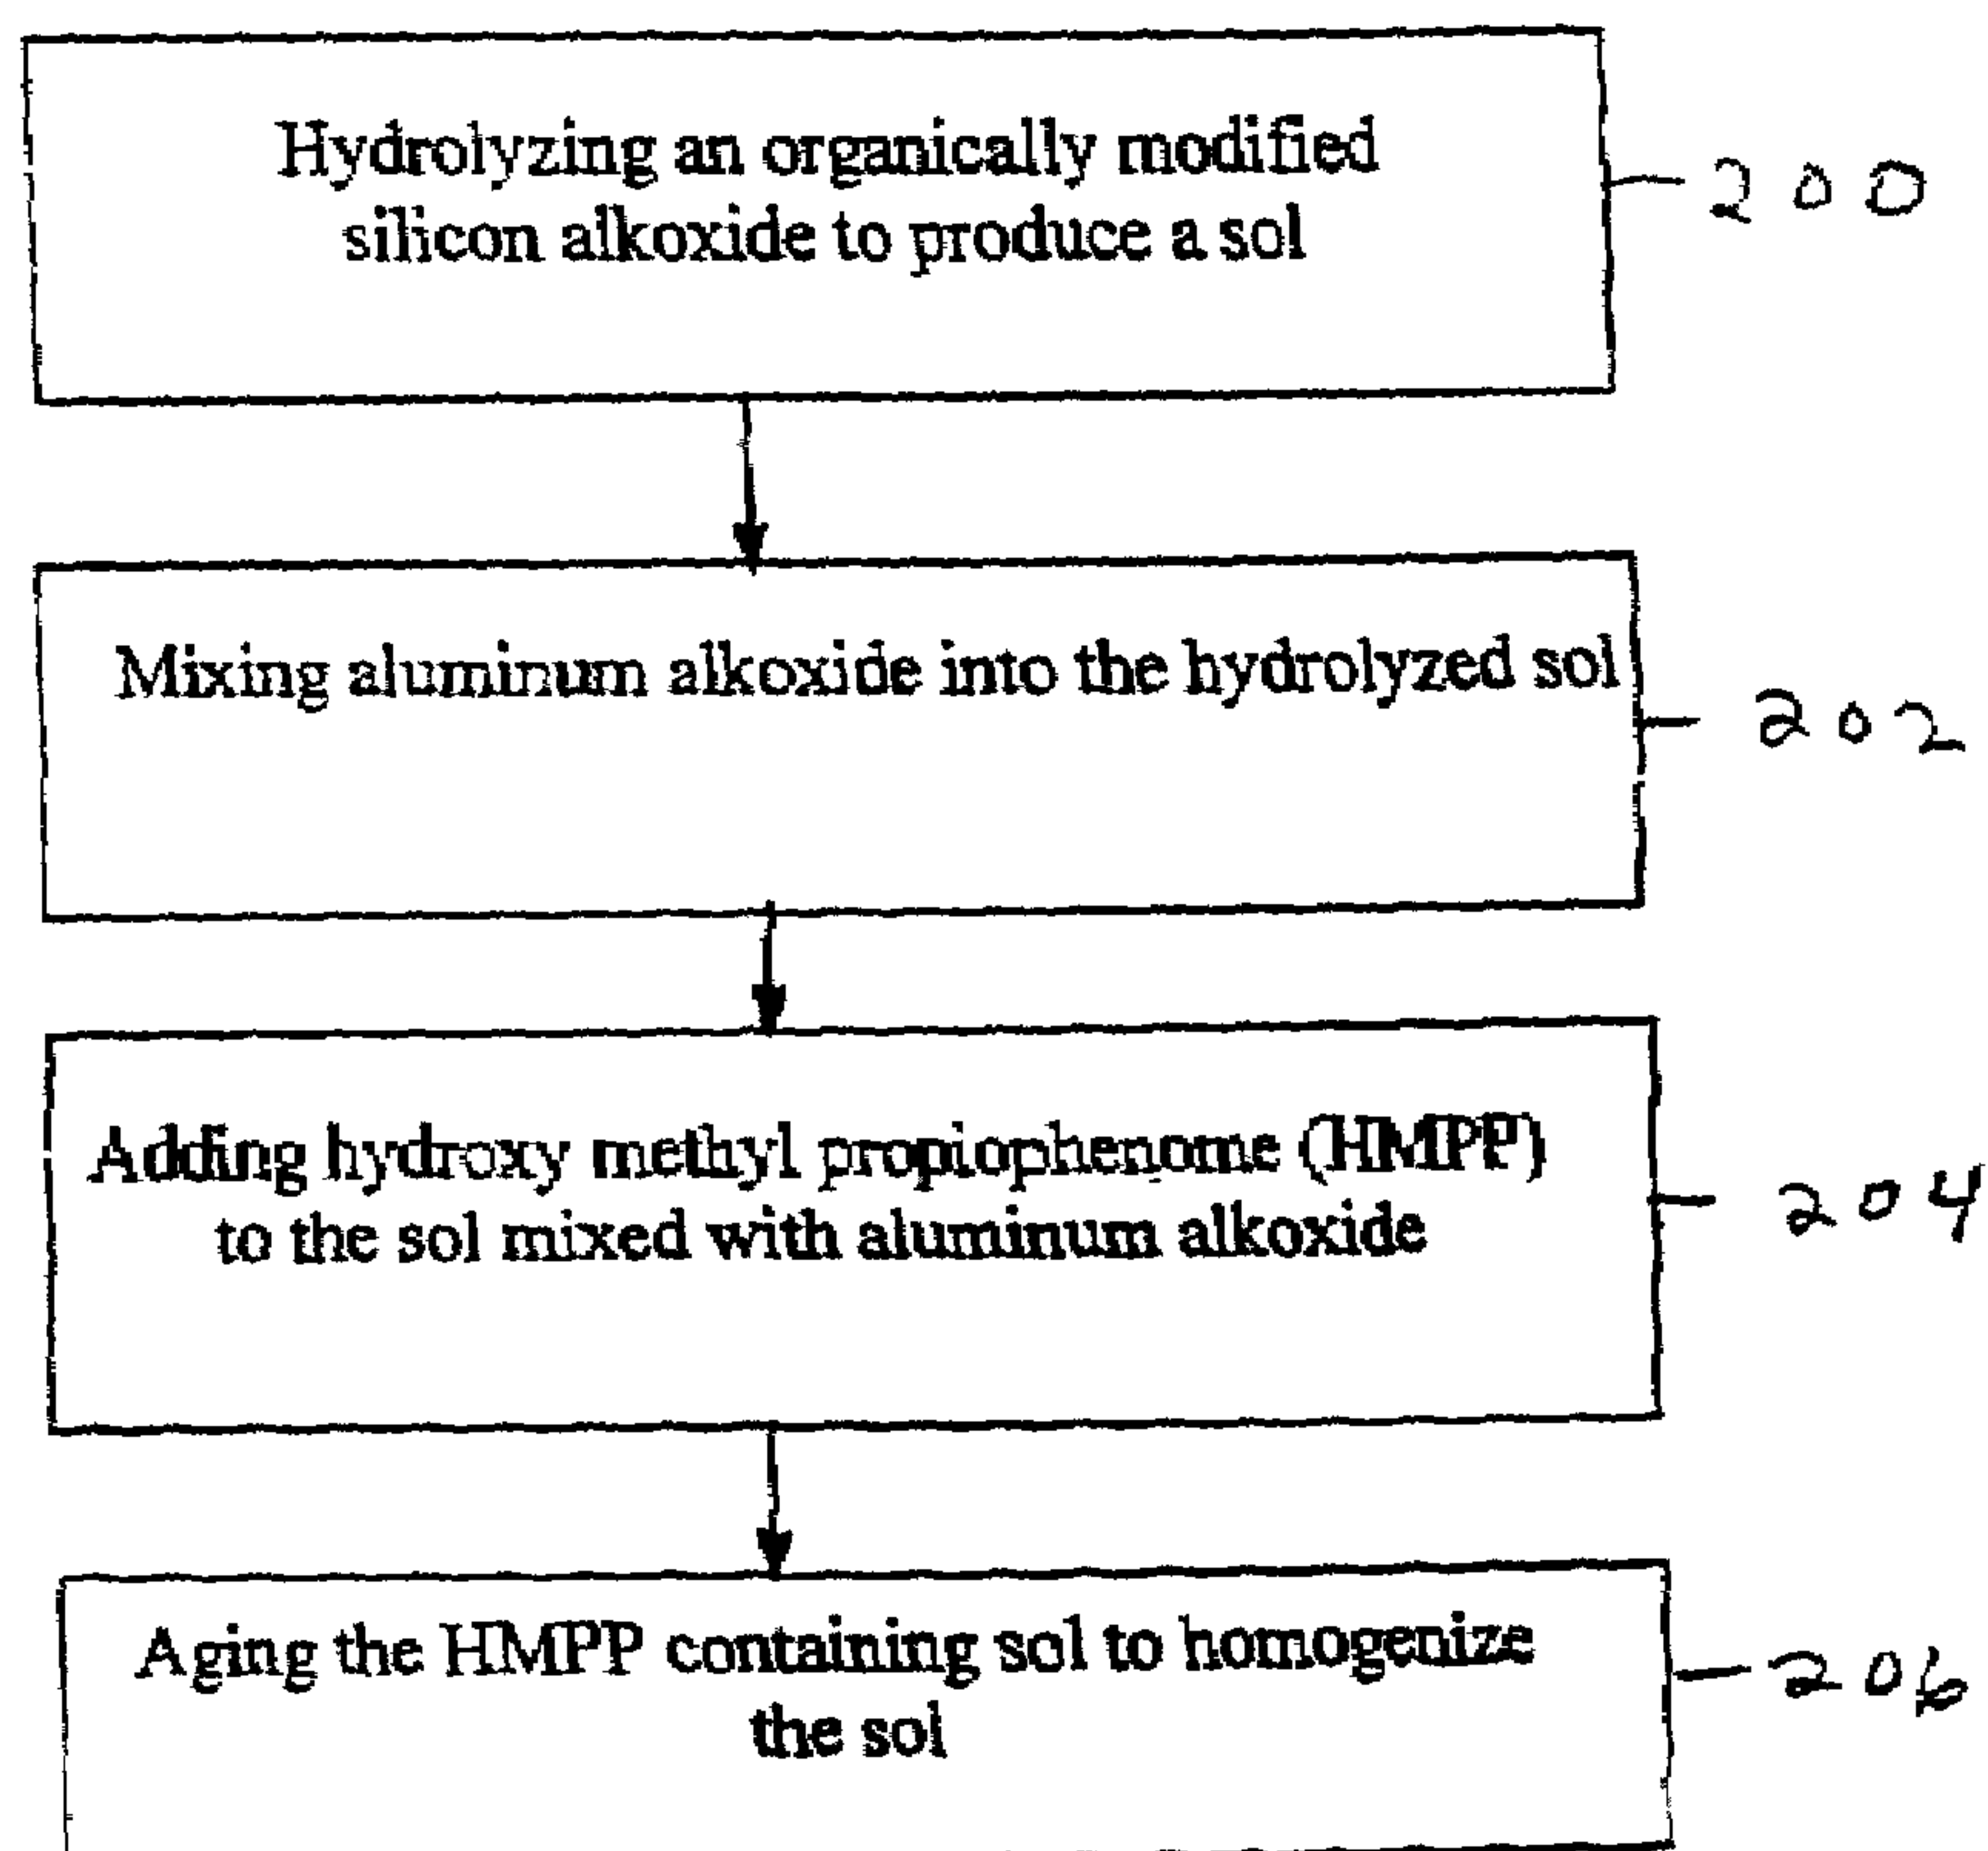 Hydrolyzing an organically modified
silicon alkoxide to produce a sol
200
Mixing aluminum alkoxide into the hydrolyzed sol
202
Adding hydroxy methyl propiophenome (HMPP)
to the sol mixed with aluminum alkoxide
204
Aging the HMPP containing sol to homogenize
the sol
206